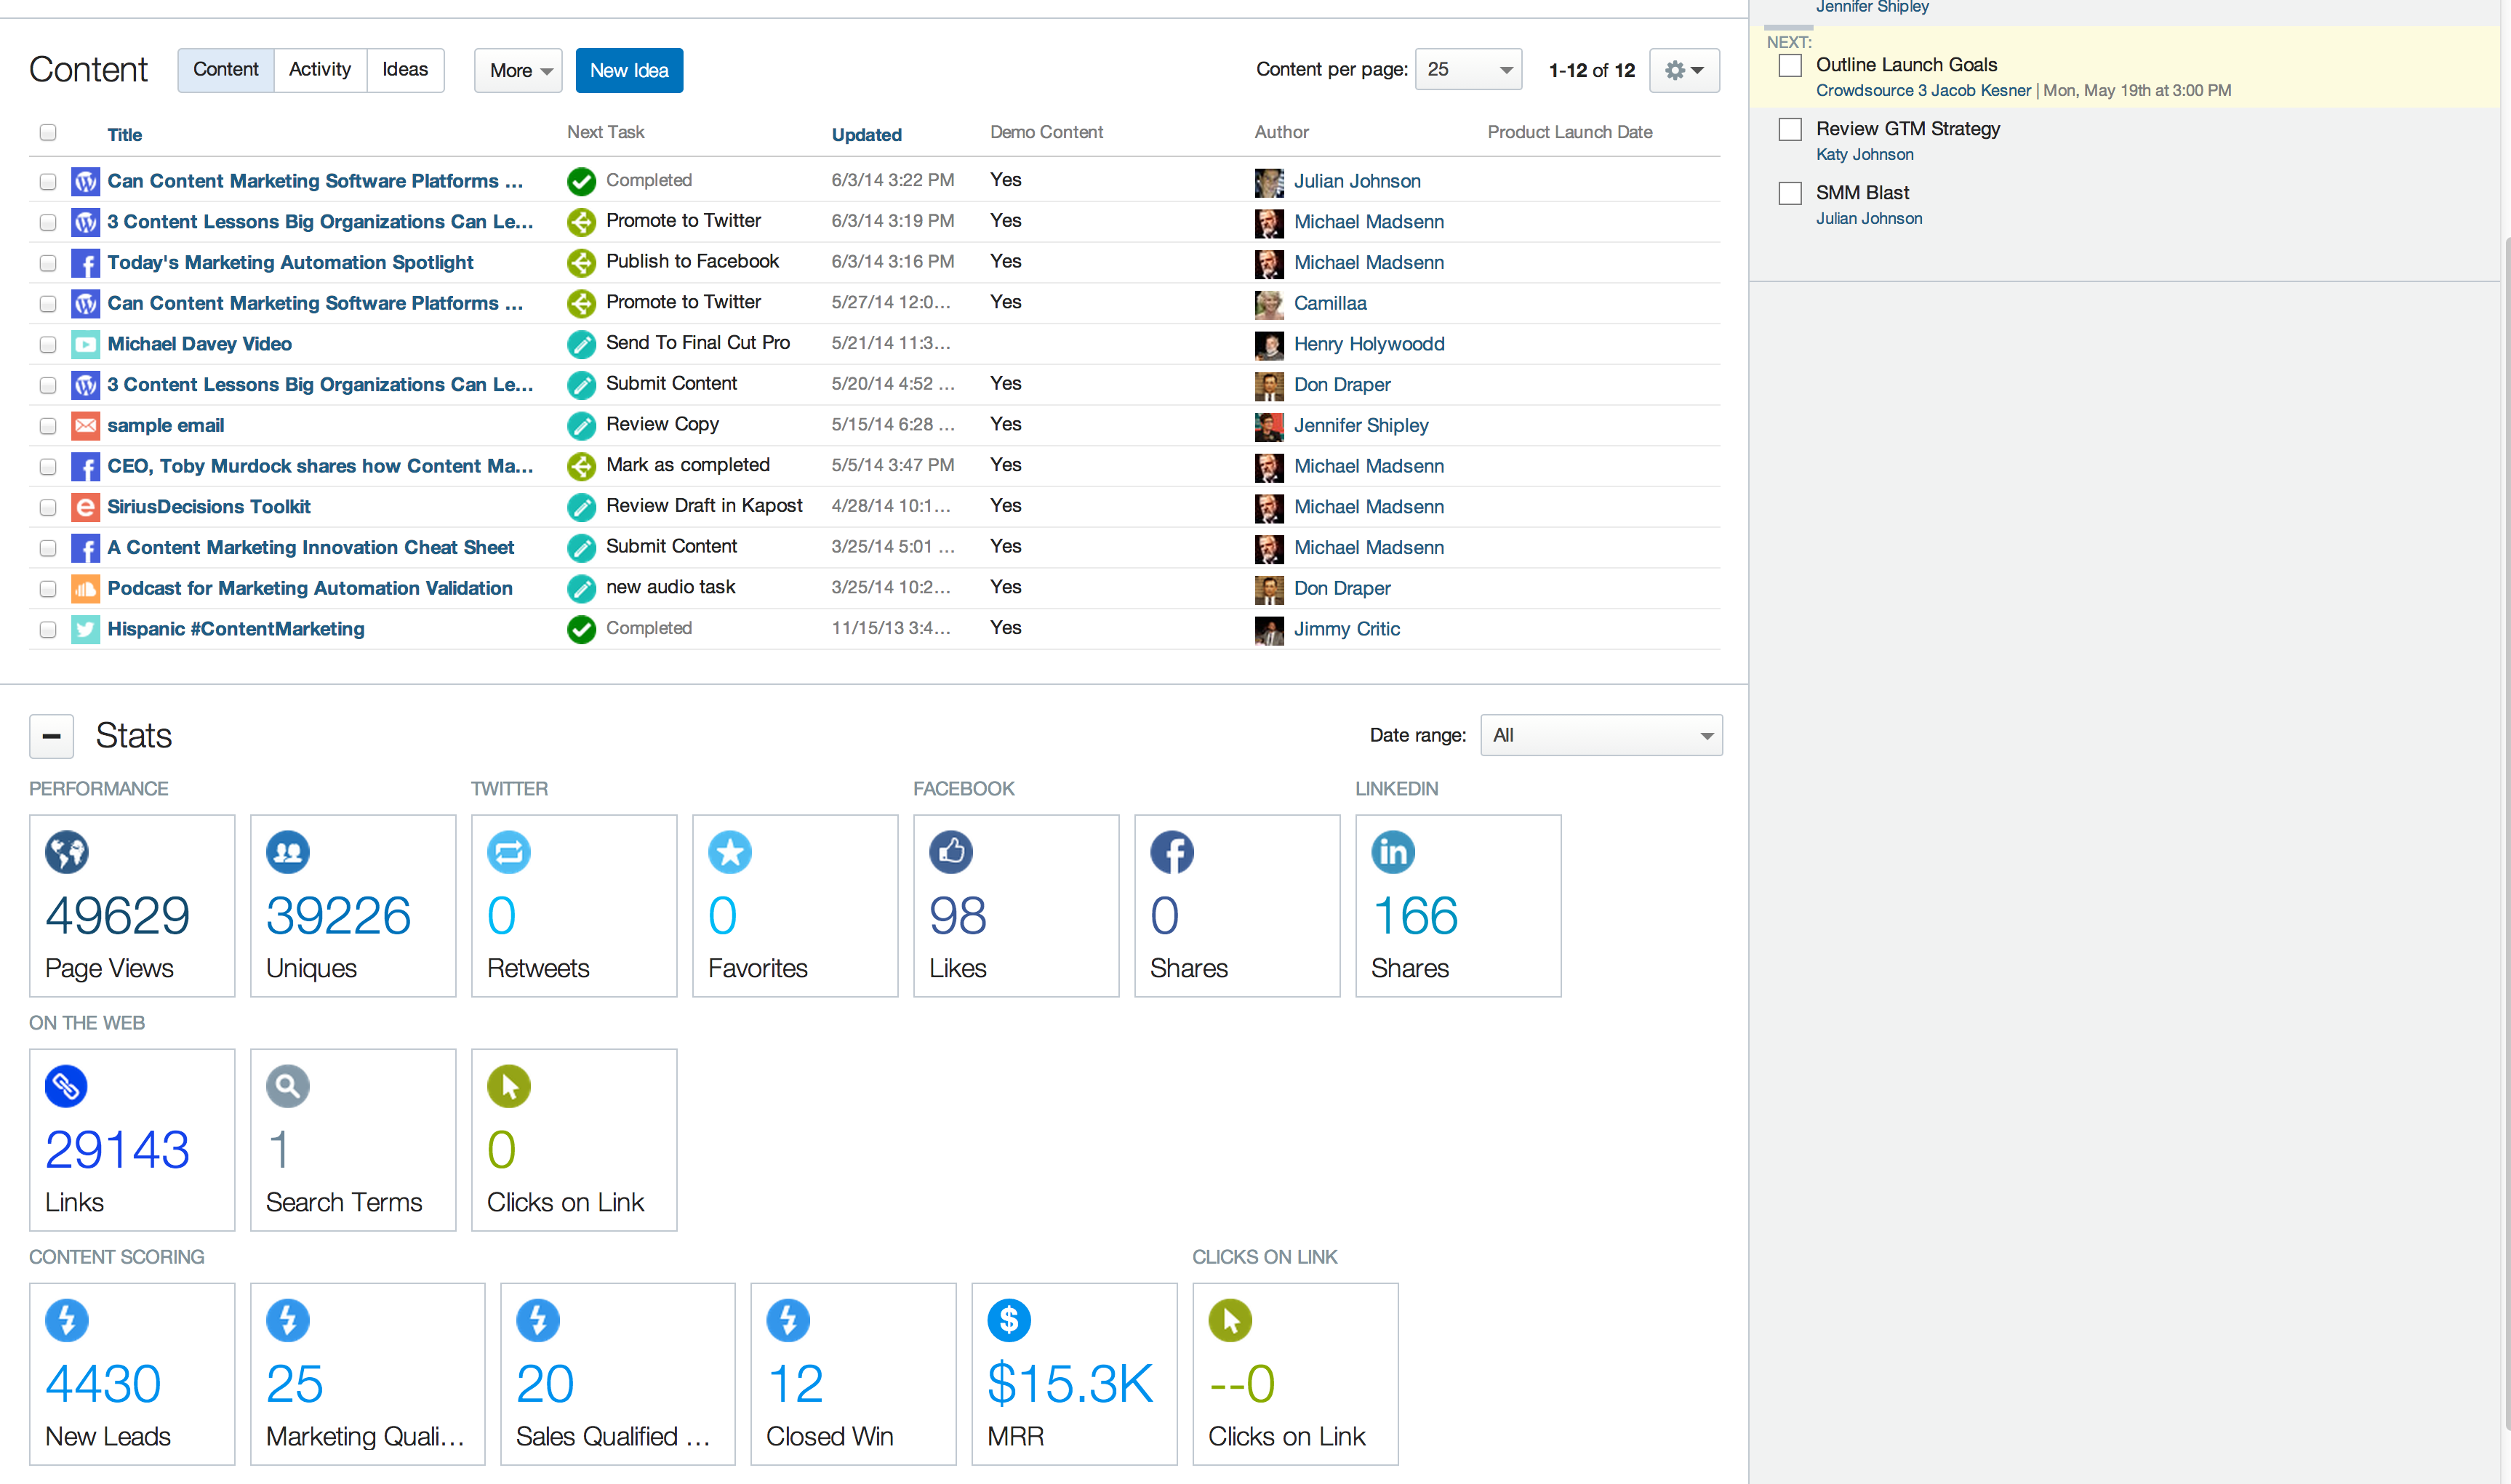 Content Content Activity Ideas More New Idea Content per page: 25 1-12 of 12
Title Next Task Updated Demo Content Author Product Launch Date
Can Content Marketing Software Platforms ... Completed 6/3/14 3:22 PM Yes Julian Johnson
3 Content Lessons Big Organizations Can Le... Promote to Twitter 6/3/14 3:19 PM Yes Michael Madsenn
Today's Marketing Automation Spotlight Publish to Facebook 6/3/14 3:16 PM Yes Michael Madsenn
Can Content Marketing Software Platforms ... Promote to Twitter 5/27/14 12:0... Yes Camillaa
Michael Davey Video Send To Final Cut Pro 5/21/14 11:3... Henry Holywoodd
3 Content Lessons Big Organizations Can Le... Submit Content 5/20/14 4:52 ... Yes Don Draper
sample email Review Copy 5/15/14 6:28 ... Yes Jennifer Shipley
CEO, Toby Murdock shares how Content Ma... Mark as completed 5/5/14 3:47 PM Yes Michael Madsenn
SiriusDecisions Toolkit Review Draft in Kapost 4/28/14 10:1... Yes Michael Madsenn
A Content Marketing Innovation Cheat Sheet Submit Content 3/25/14 5:01 ... Yes Michael Madsenn
Podcast for Marketing Automation Validation new audio task 3/25/14 10:2... Yes Don Draper
Hispanic #ContentMarketing Completed 11/15/13 3:4... Yes Jimmy Critic
Stats Date range: All
PERFORMANCE TWITTER FACEBOOK LINKEDIN
49629 39226 0 0 98 0 166
Page Views Uniques Retweets Favorites Likes Shares Shares
ON THE WEB
29143 1 0
Links Search Terms Clicks on Link
CONTENT SCORING CLICKS ON LINK
4430 25 20 12 $15.3K --0
New Leads Marketing Quali... Sales Qualified ... Closed Win MRR Clicks on Link
Jennifer Shipley
NEXT:
Outline Launch Goals
Crowdsource 3 Jacob Kesner | Mon, May 19th at 3:00 PM
Review GTM Strategy
Katy Johnson
SMM Blast
Julian Johnson